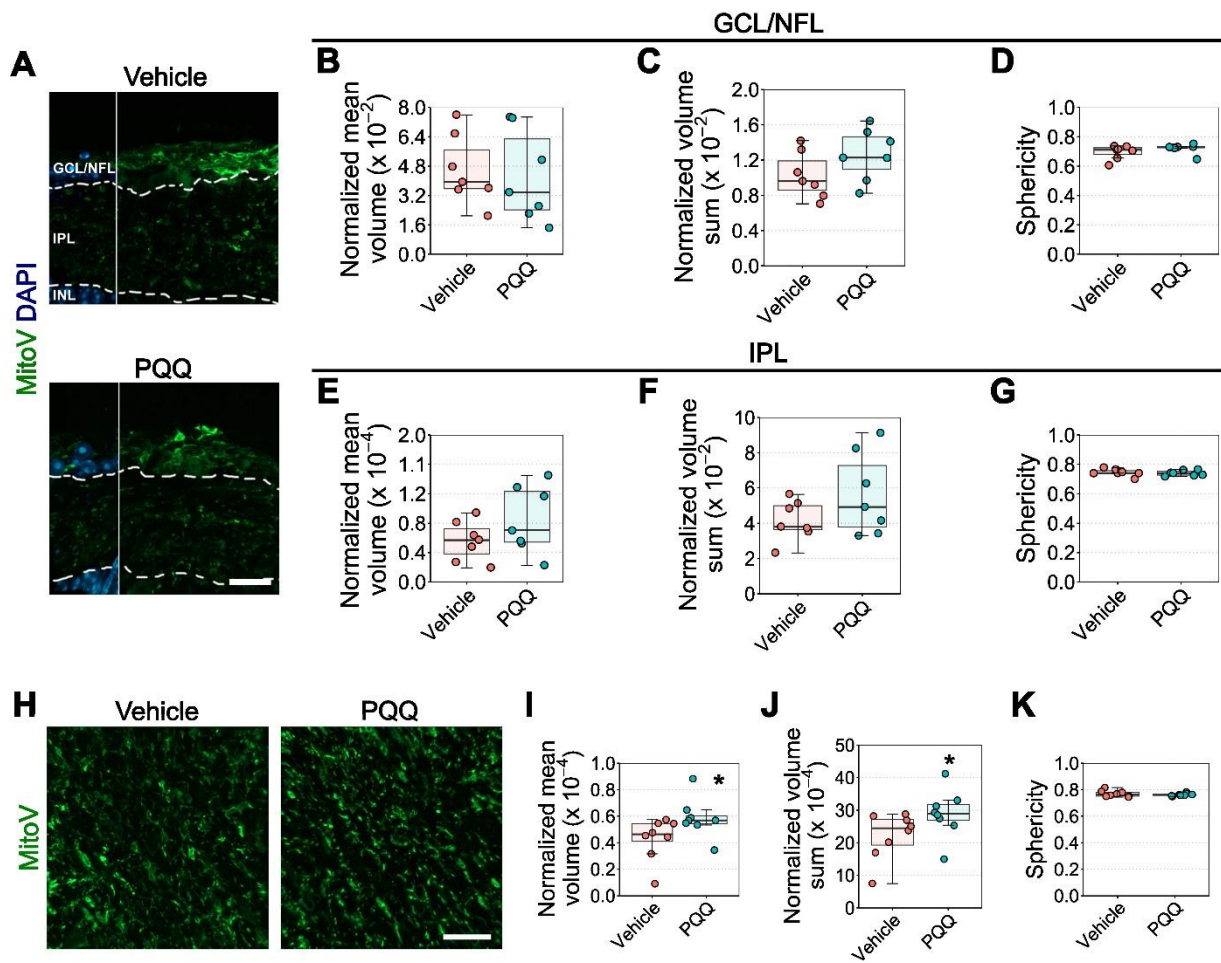 GCL/NFL
A
Vehicle
GCL/NFL
IPL
INL
PQQ
MitoV DAPI
B
Normalized mean
volume (x 10⁻²)
8.0
6.4
4.8
3.2
1.6
0.0
Vehicle
PQQ
C
Normalized volume
sum (x 10⁻²)
2.0
1.6
1.2
0.8
0.4
0.0
Vehicle
PQQ
D
Sphericity
1.0
0.8
0.6
0.4
0.2
0.0
Vehicle
PQQ
IPL
E
Normalized mean
volume (x 10⁻⁴)
2.0
1.1
0.8
0.4
0.0
Vehicle
PQQ
F
Normalized volume
sum (x 10⁻²)
10
8
6
4
2
0
Vehicle
PQQ
G
Sphericity
1.0
0.8
0.6
0.4
0.2
0.0
Vehicle
PQQ
H
Vehicle
PQQ
MitoV
I
Normalized mean
volume (x 10⁻⁴)
1.0
0.8
0.6
0.4
0.2
0.0
*
Vehicle
PQQ
J
Normalized volume
sum (x 10⁻⁴)
50
40
30
20
10
0
*
Vehicle
PQQ
K
Sphericity
1.0
0.8
0.6
0.4
0.2
0.0
Vehicle
PQQ